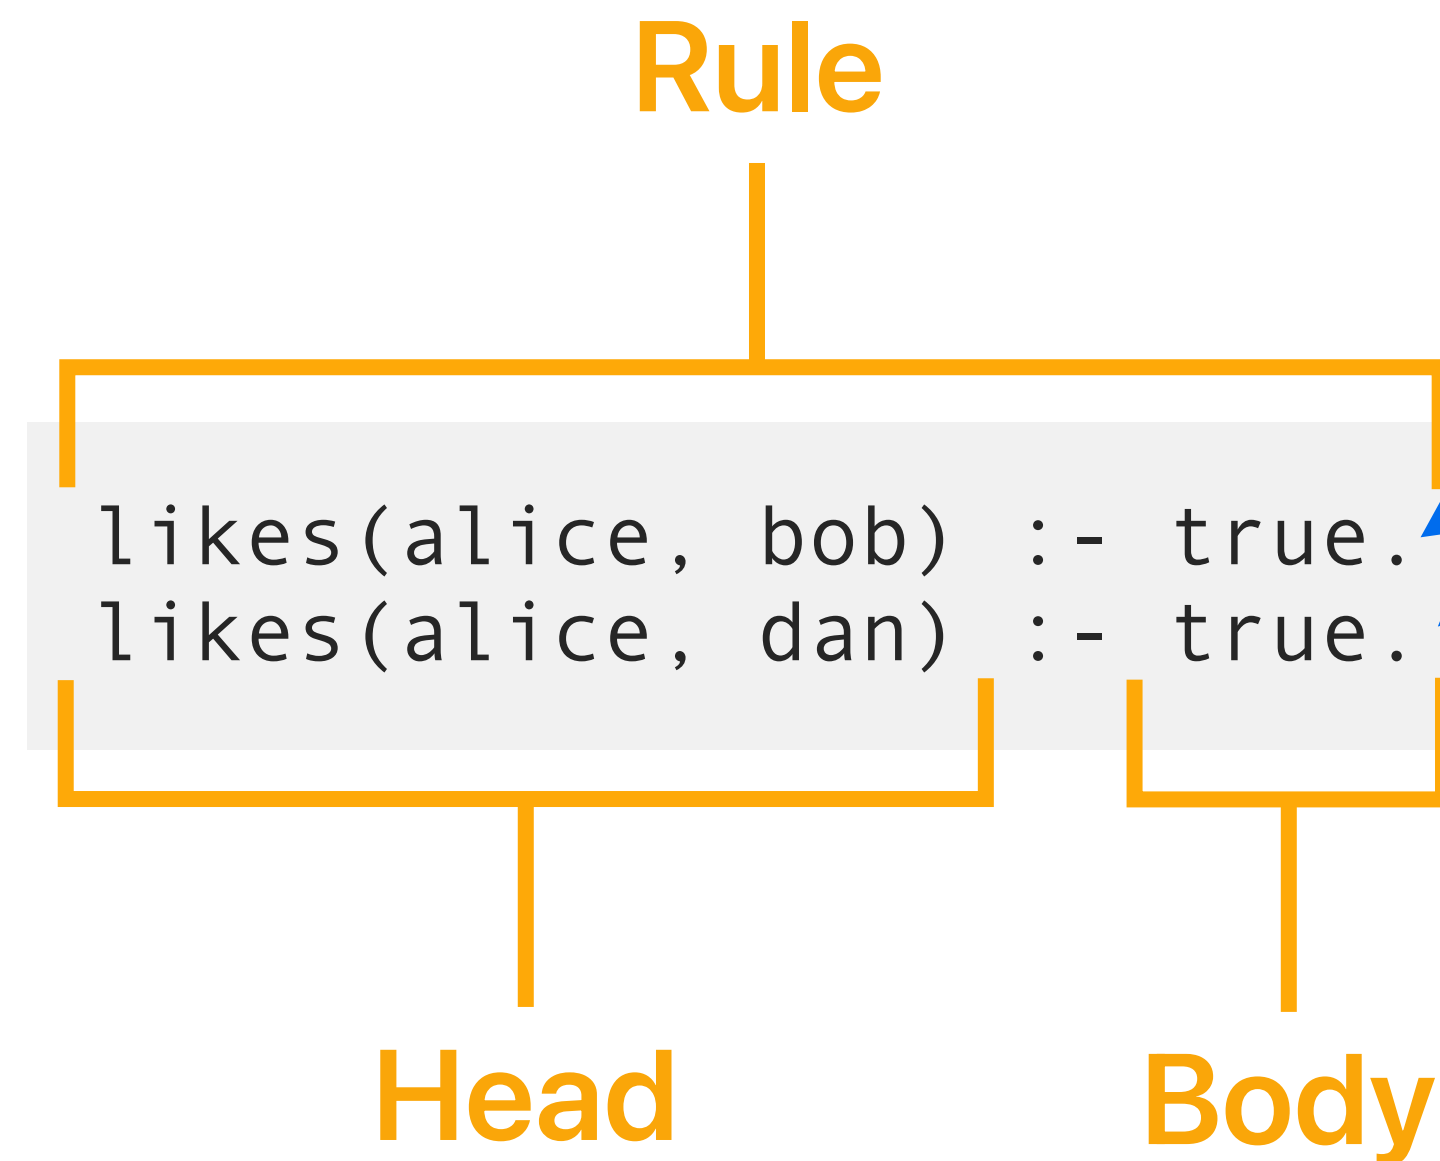 Rule
likes(alice, bob) :- true.
likes(alice, dan) :- true.
Head
Body